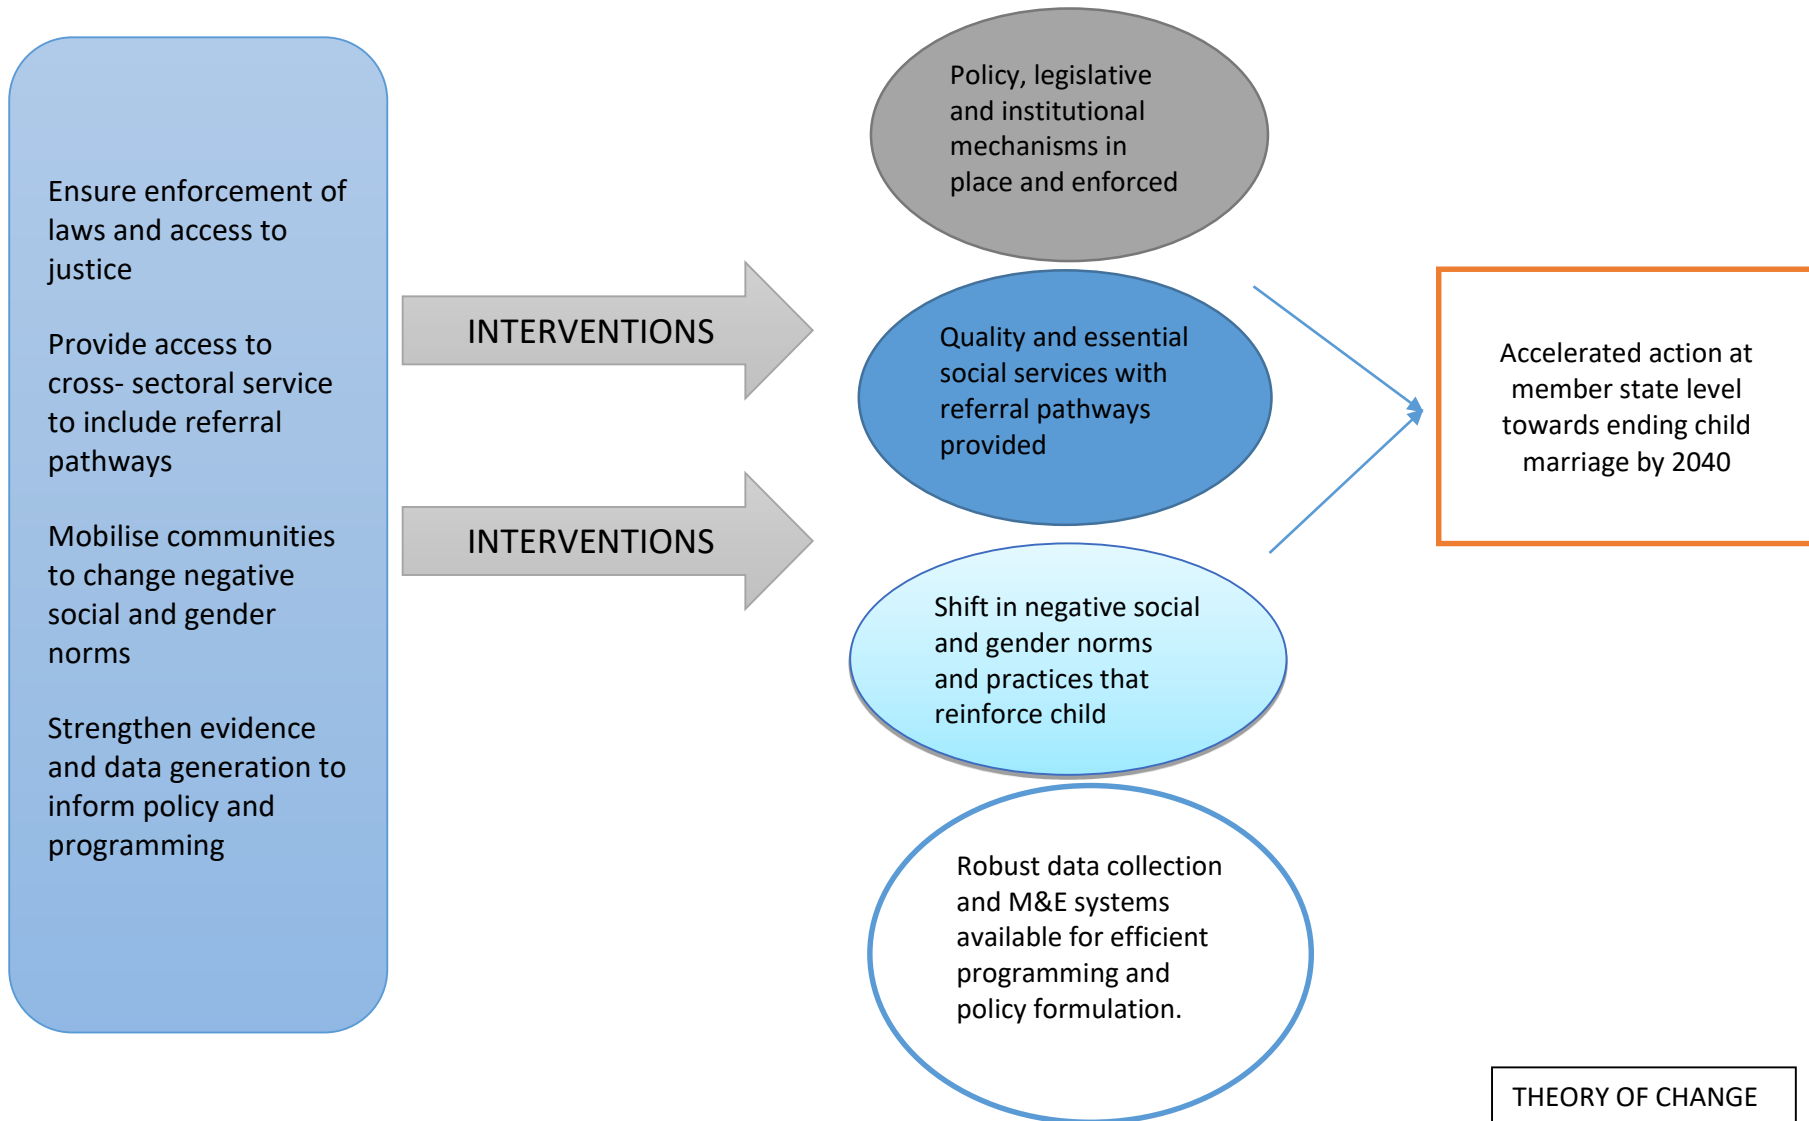 Ensure enforcement of
laws and access to
justice
Provide access to
cross- sectoral service
to include referral
pathways
Mobilise communities
to change negative
social and gender
norms
Strengthen evidence
and data generation to
inform policy and
programming
INTERVENTIONS
INTERVENTIONS
Policy, legislative
and institutional
mechanisms in
place and enforced
Quality and essential
social services with
referral pathways
provided
Shift in negative social
and gender norms
and practices that
reinforce child
Robust data collection
and M&E systems
available for efficient
programming and
policy formulation.
Accelerated action at
member state level
towards ending child
marriage by 2040
THEORY OF CHANGE